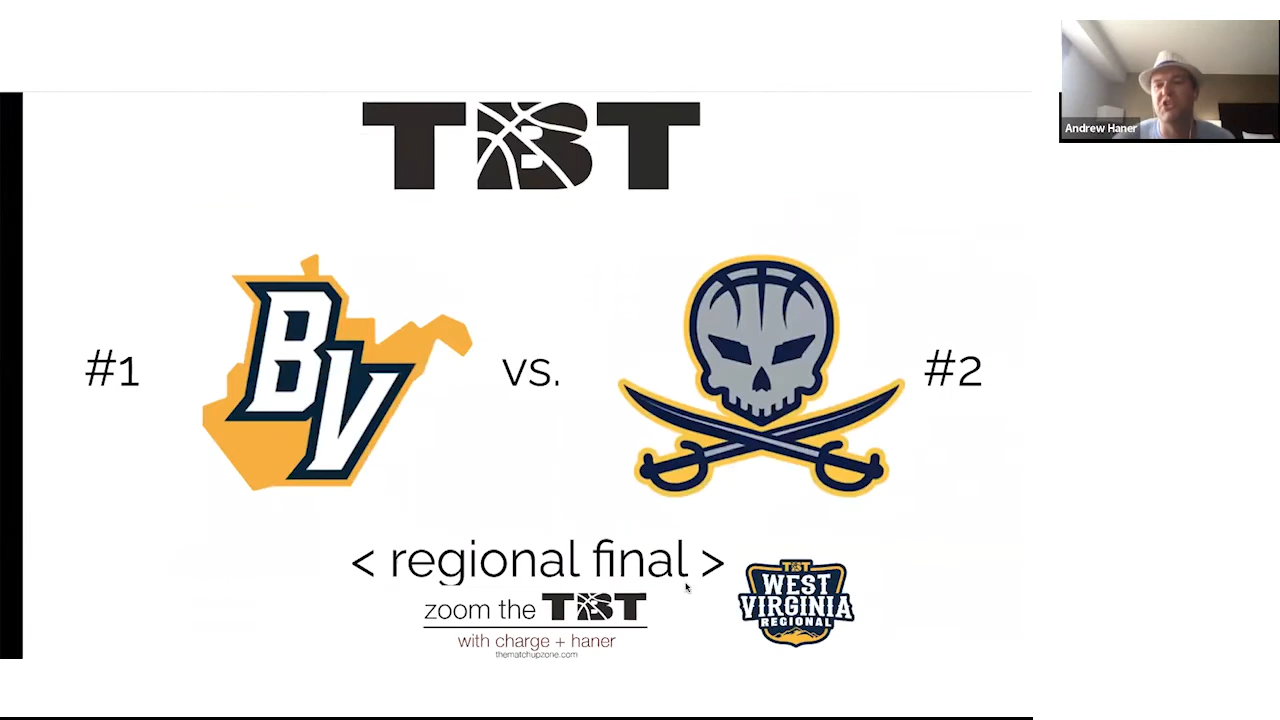 TBT
Andrew Haner
#1
BV
vs.
#2
< regional final >
zoom the TBT
with charge + haner
thematchupzone.com
TBT
WEST
VIRGINIA
REGIONAL